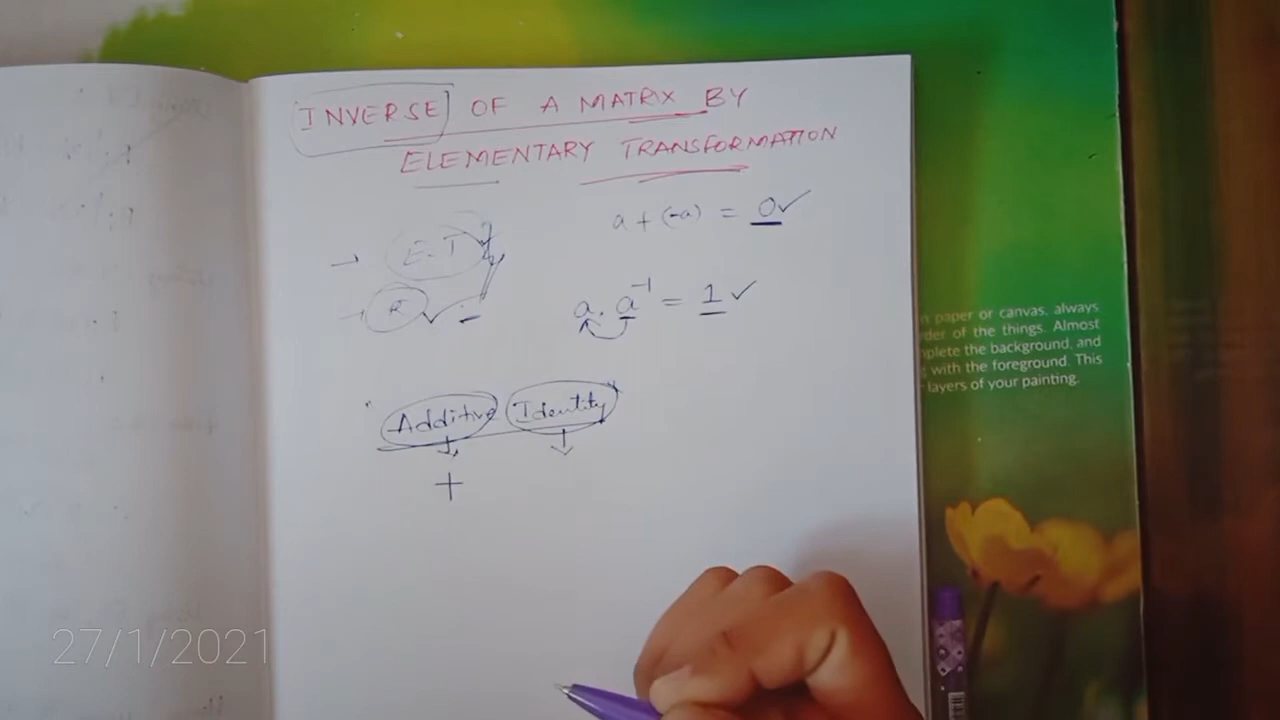 INVERSE OF A MATRIX BY
ELEMENTARY TRANSFORMATION
a + (-a) = 0 ✓
→ E-T
→ R ✓
a . a⁻¹ = 1 ✓
Additive Identity
+
n paper or canvas, always
der of the things. Almost
plete the background, and
with the foreground. This
layers of your painting.
27/1/2021